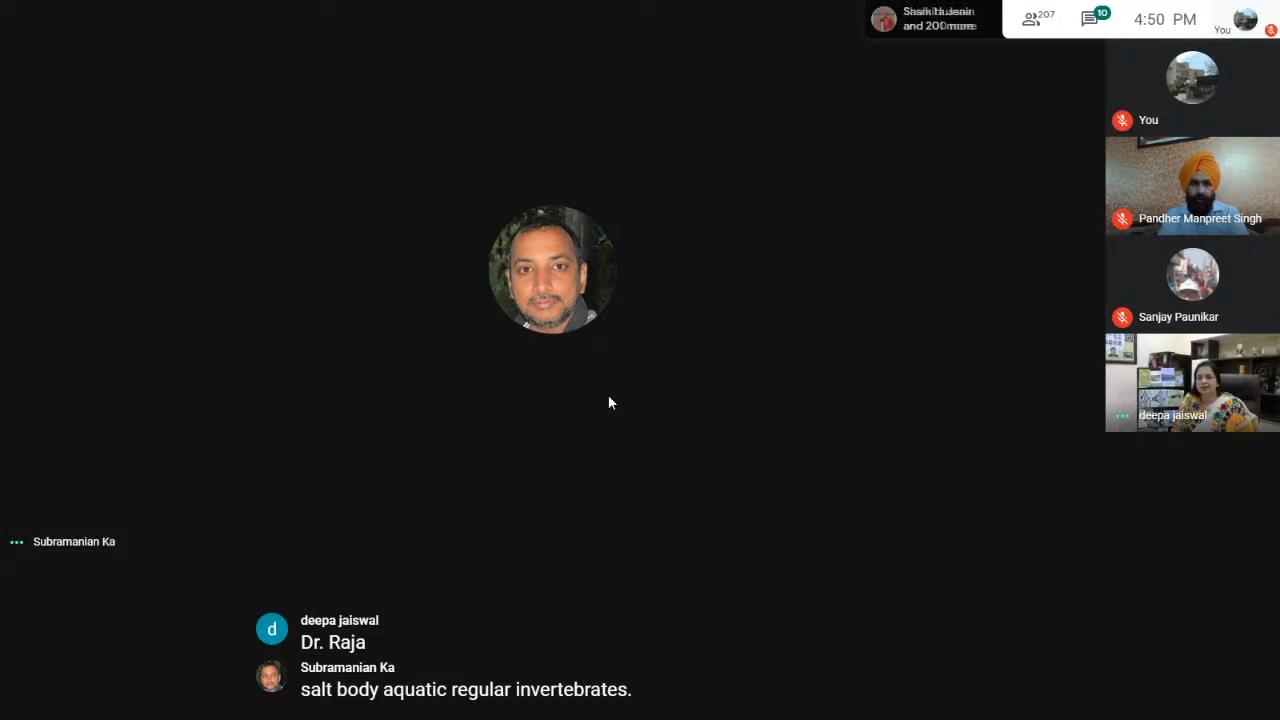 and 200 more
207
10
4:50 PM
You
You
Pandher Manpreet Singh
Sanjay Paunikar
deepa jaiswal
Subramanian Ka
d
deepa jaiswal
Dr. Raja
Subramanian Ka
salt body aquatic regular invertebrates.